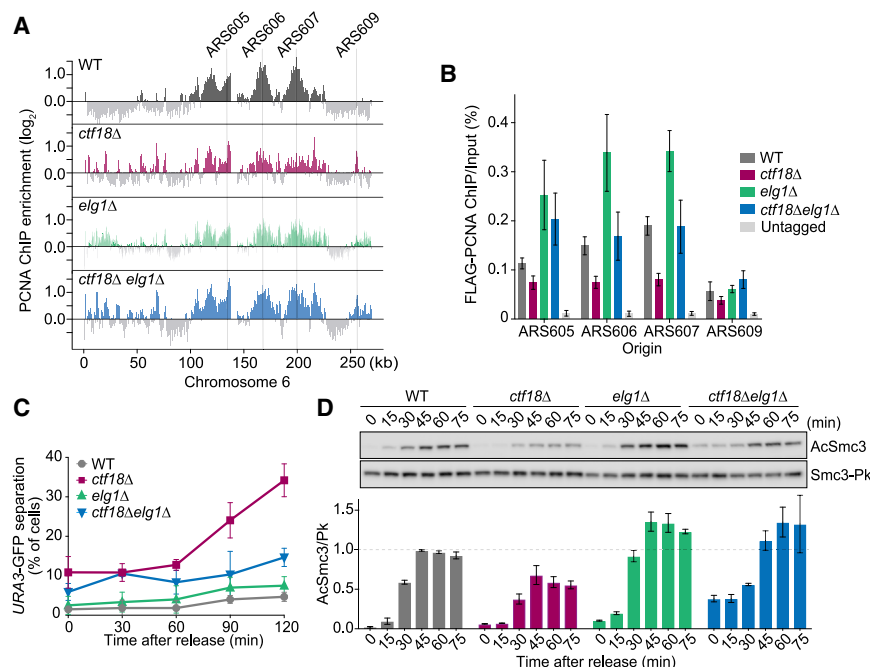 A
ARS605
ARS606
ARS607
ARS609
WT
1.0
0.0
ctf18Δ
1.0
0.0
elg1Δ
1.0
0.0
ctf18Δ elg1Δ
1.0
0.0
PCNA ChIP enrichment (log2)
0 50 100 150 200 250 (kb)
Chromosome 6
B
FLAG-PCNA ChIP/Input (%)
0.4
0.3
0.2
0.1
0
WT
ctf18Δ
elg1Δ
ctf18Δelg1Δ
Untagged
ARS605 ARS606 ARS607 ARS609
Origin
C
URA3-GFP separation
(% of cells)
40
30
20
10
0
WT
ctf18Δ
elg1Δ
ctf18Δelg1Δ
0 30 60 90 120
Time after release (min)
D
WT ctf18Δ elg1Δ ctf18Δelg1Δ
0 15 30 45 60 75 0 15 30 45 60 75 0 15 30 45 60 75 0 15 30 45 60 75 (min)
AcSmc3
Smc3-Pk
AcSmc3/Pk
1.5
1.0
0.5
0
0 15 30 45 60 75 0 15 30 45 60 75 0 15 30 45 60 75 0 15 30 45 60 75
Time after release (min)